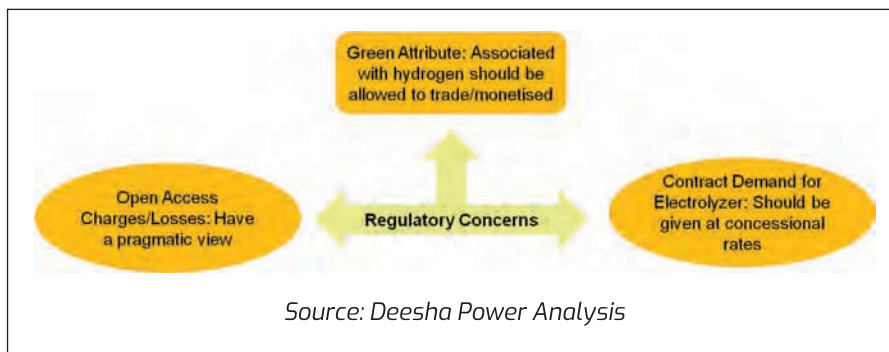 Green Attribute: Associated
with hydrogen should be
allowed to trade/monetised
Open Access
Charges/Losses: Have
a pragmatic view
Regulatory Concerns
Contract Demand for
Electrolyzer: Should be
given at concessional
rates
Source: Deesha Power Analysis